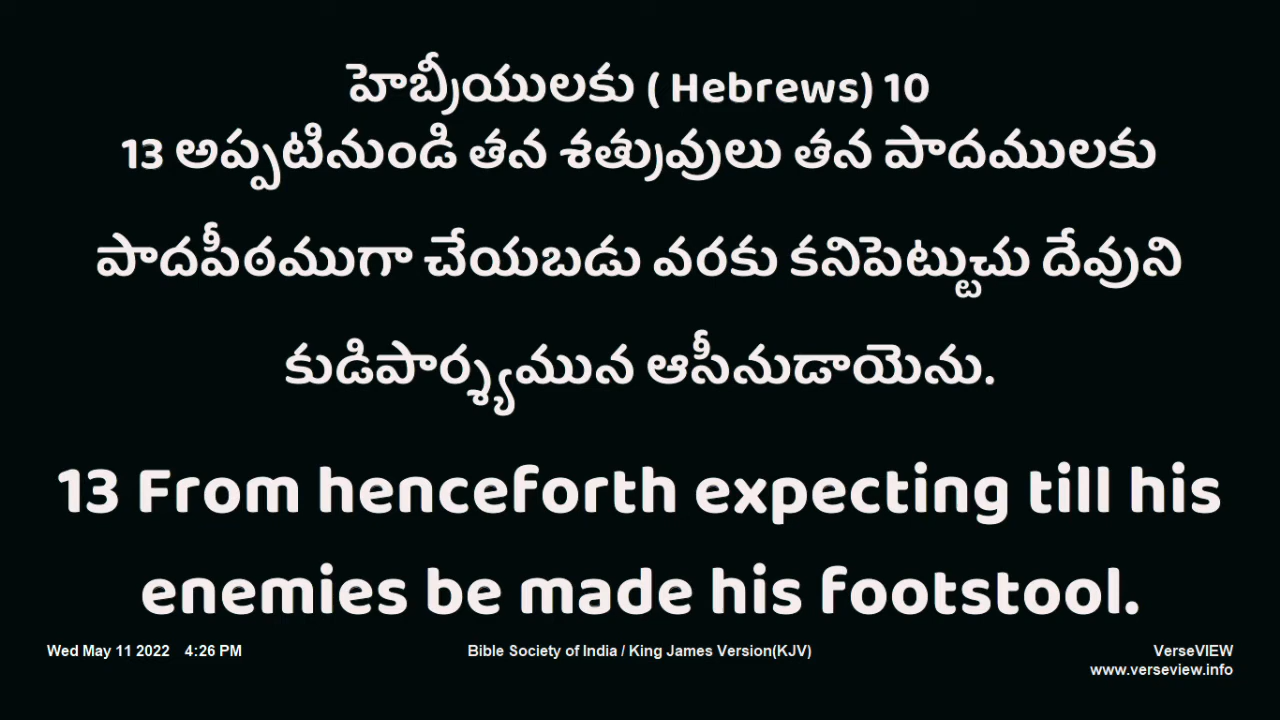 హెబ్రీయులకు ( Hebrews) 10
13 అప్పటినుండి తన శత్రువులు తన పాదములకు
పాదపీఠముగా చేయబడు వరకు కనిపెట్టుచు దేవుని
కుడిపార్శ్యమున ఆసీనుడాయెను.
13 From henceforth expecting till his
enemies be made his footstool.
Wed May 11 2022 4:26 PM
Bible Society of India / King James Version(KJV)
VerseVIEW
www.verseview.info